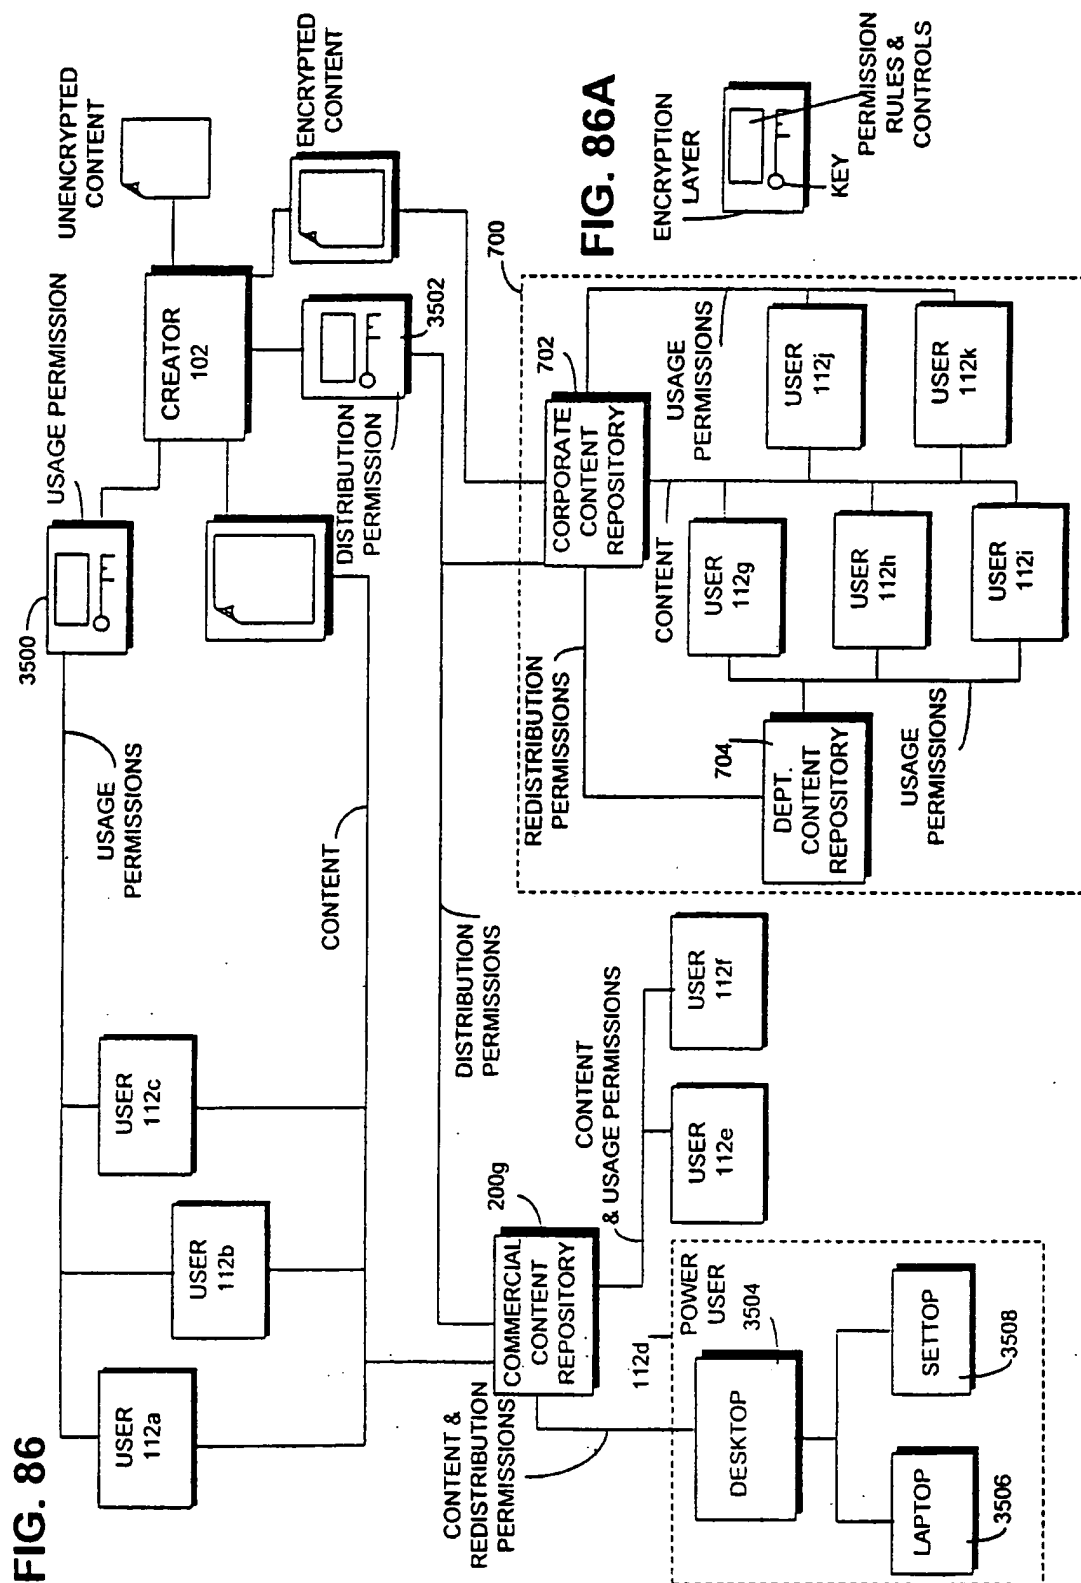 FIG. 86
USER
112a
USER
112b
USER
112c
USAGE
PERMISSIONS
3500
USAGE PERMISSION
CREATOR
102
UNENCRYPTED
CONTENT
ENCRYPTED
CONTENT
CONTENT
DISTRIBUTION
PERMISSION
3502
DISTRIBUTION
PERMISSIONS
COMMERCIAL
CONTENT
REPOSITORY
200g
CONTENT &
REDISTRIBUTION
PERMISSIONS
CONTENT
& USAGE PERMISSIONS
USER
112e
USER
112f
112d
POWER
USER
DESKTOP
3504
LAPTOP
3506
SETTOP
3508
700
CORPORATE
CONTENT
REPOSITORY
702
REDISTRIBUTION
PERMISSIONS
CONTENT
USAGE
PERMISSIONS
704
DEPT.
CONTENT
REPOSITORY
USER
112g
USER
112h
USER
112i
USER
112j
USER
112k
USAGE
PERMISSIONS
FIG. 86A
ENCRYPTION
LAYER
KEY
PERMISSION
RULES &
CONTROLS